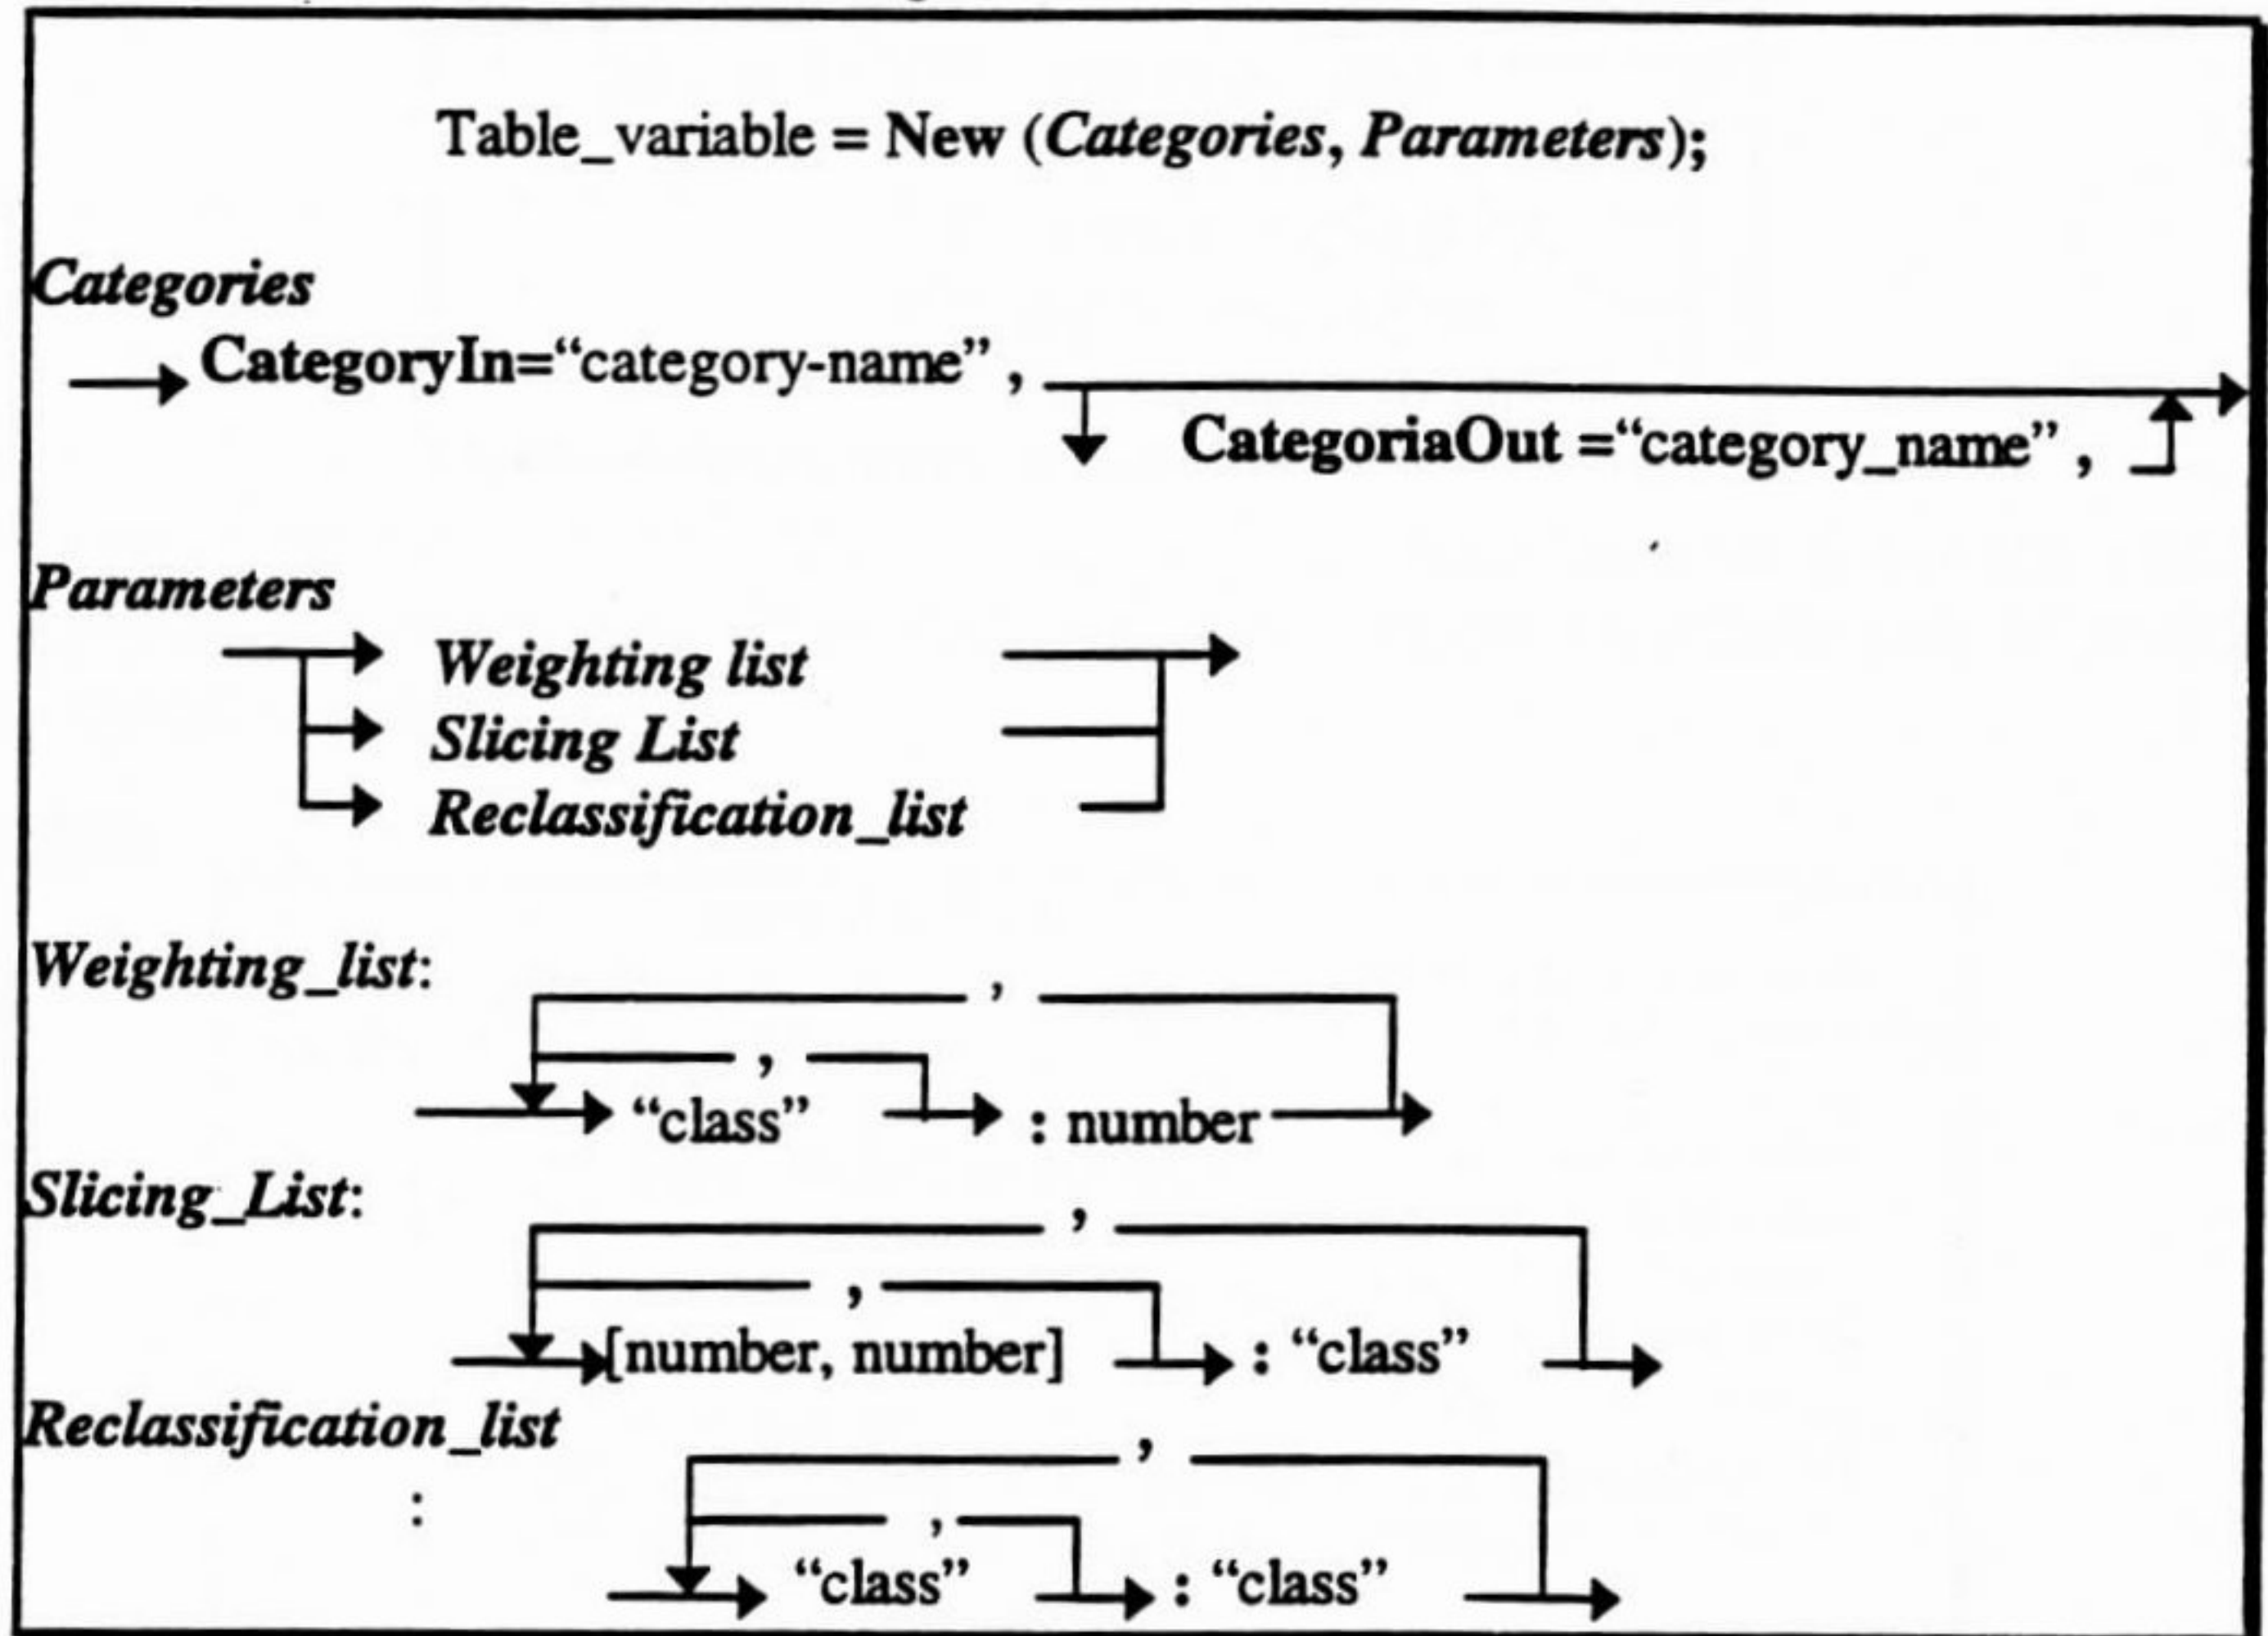 Table_variable = New (Categories, Parameters);
Categories
CategoryIn=“category-name” ,
CategoriaOut =“category_name” ,
Parameters
Weighting list
Slicing List
Reclassification_list
Weighting_list:
,
,
“class” : number
Slicing_List:
,
,
[number, number] : “class”
Reclassification_list
,
:
,
“class” : “class”